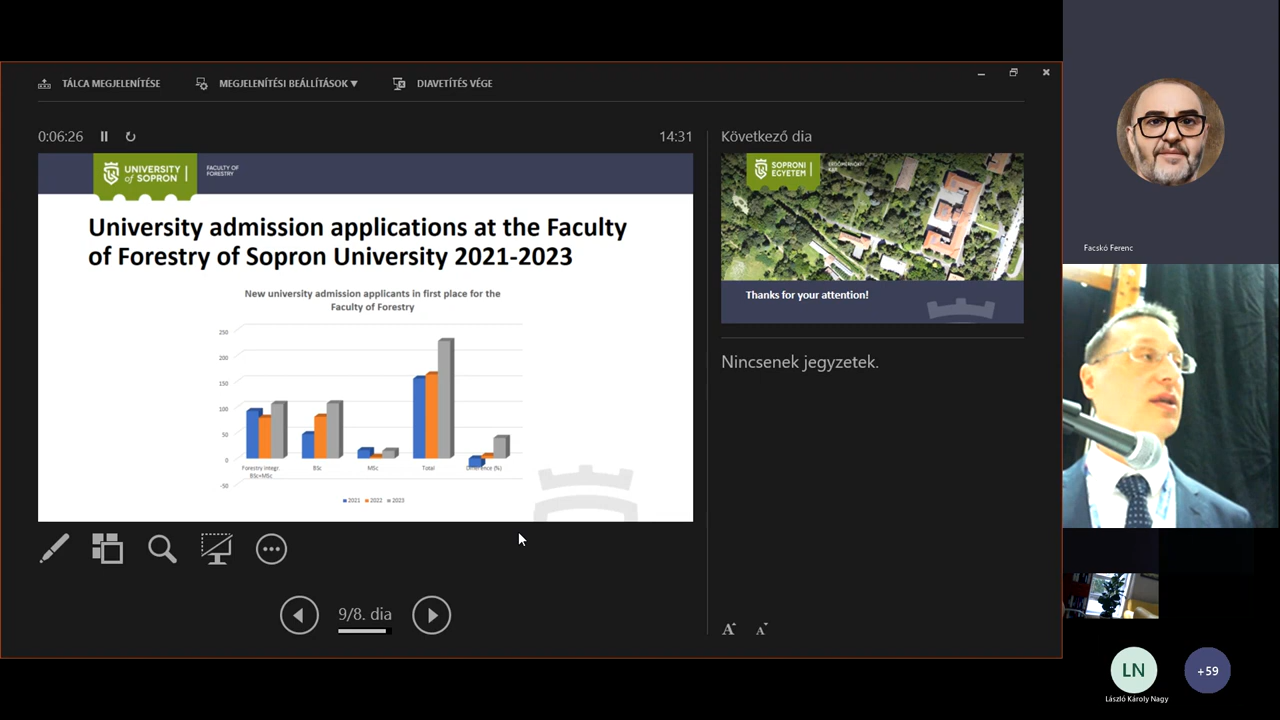 TÁLCA MEGJELENÍTÉSE
MEGJELENÍTÉSI BEÁLLÍTÁSOK
DIAVETÍTÉS VÉGE
0:06:26
14:31
UNIVERSITY
of SOPRON
FACULTY OF
FORESTRY
University admission applications at the Faculty
of Forestry of Sopron University 2021-2023
New university admission applicants in first place for the
Faculty of Forestry
250
200
150
100
50
0
-50
Forestry integr.
BSc+MSc
BSc
MSc
Total
Difference (%)
2021 2022 2023
9/8. dia
Következő dia
SOPRONI
EGYETEM
Thanks for your attention!
Nincsenek jegyzetek.
A A
Facskó Ferenc
LN
László Károly Nagy
+59